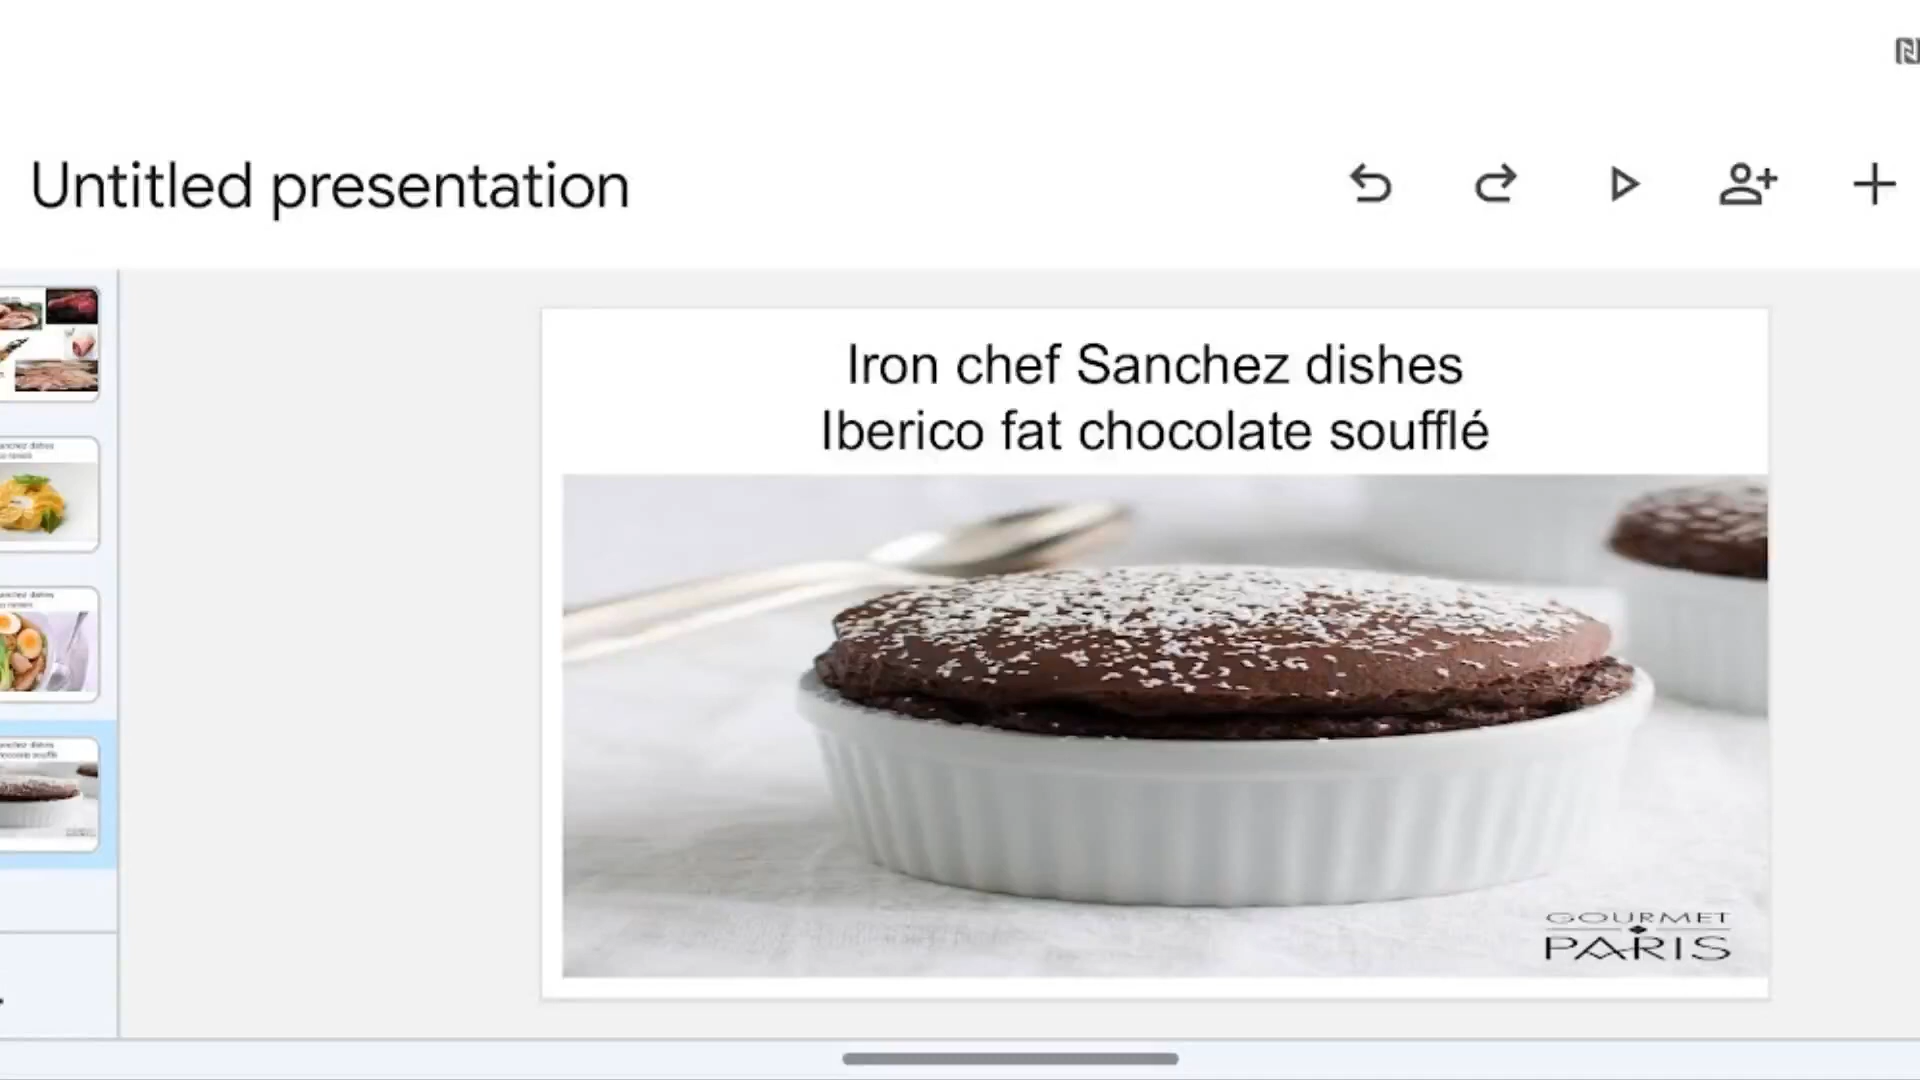 Untitled presentation
Iron chef Sanchez dishes
Iberico fat chocolate soufflé
GOURMET
PARIS